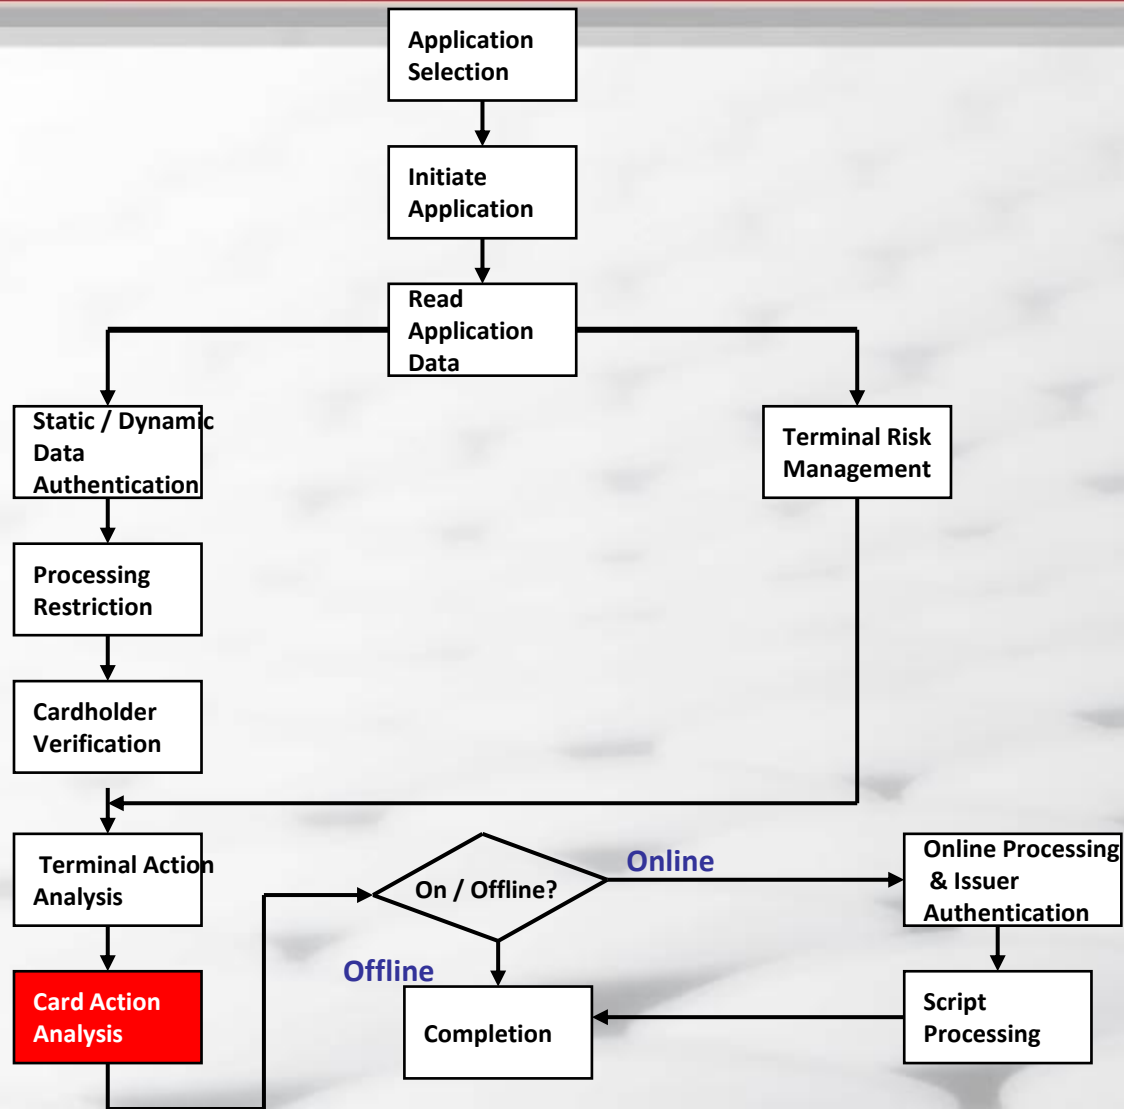 Application
Selection
Initiate
Application
Read
Application
Data
Static / Dynamic
Data
Authentication
Terminal Risk
Management
Processing
Restriction
Cardholder
Verification
Terminal Action
Analysis
On / Offline?
Online
Online Processing
& Issuer
Authentication
Offline
Card Action
Analysis
Completion
Script
Processing